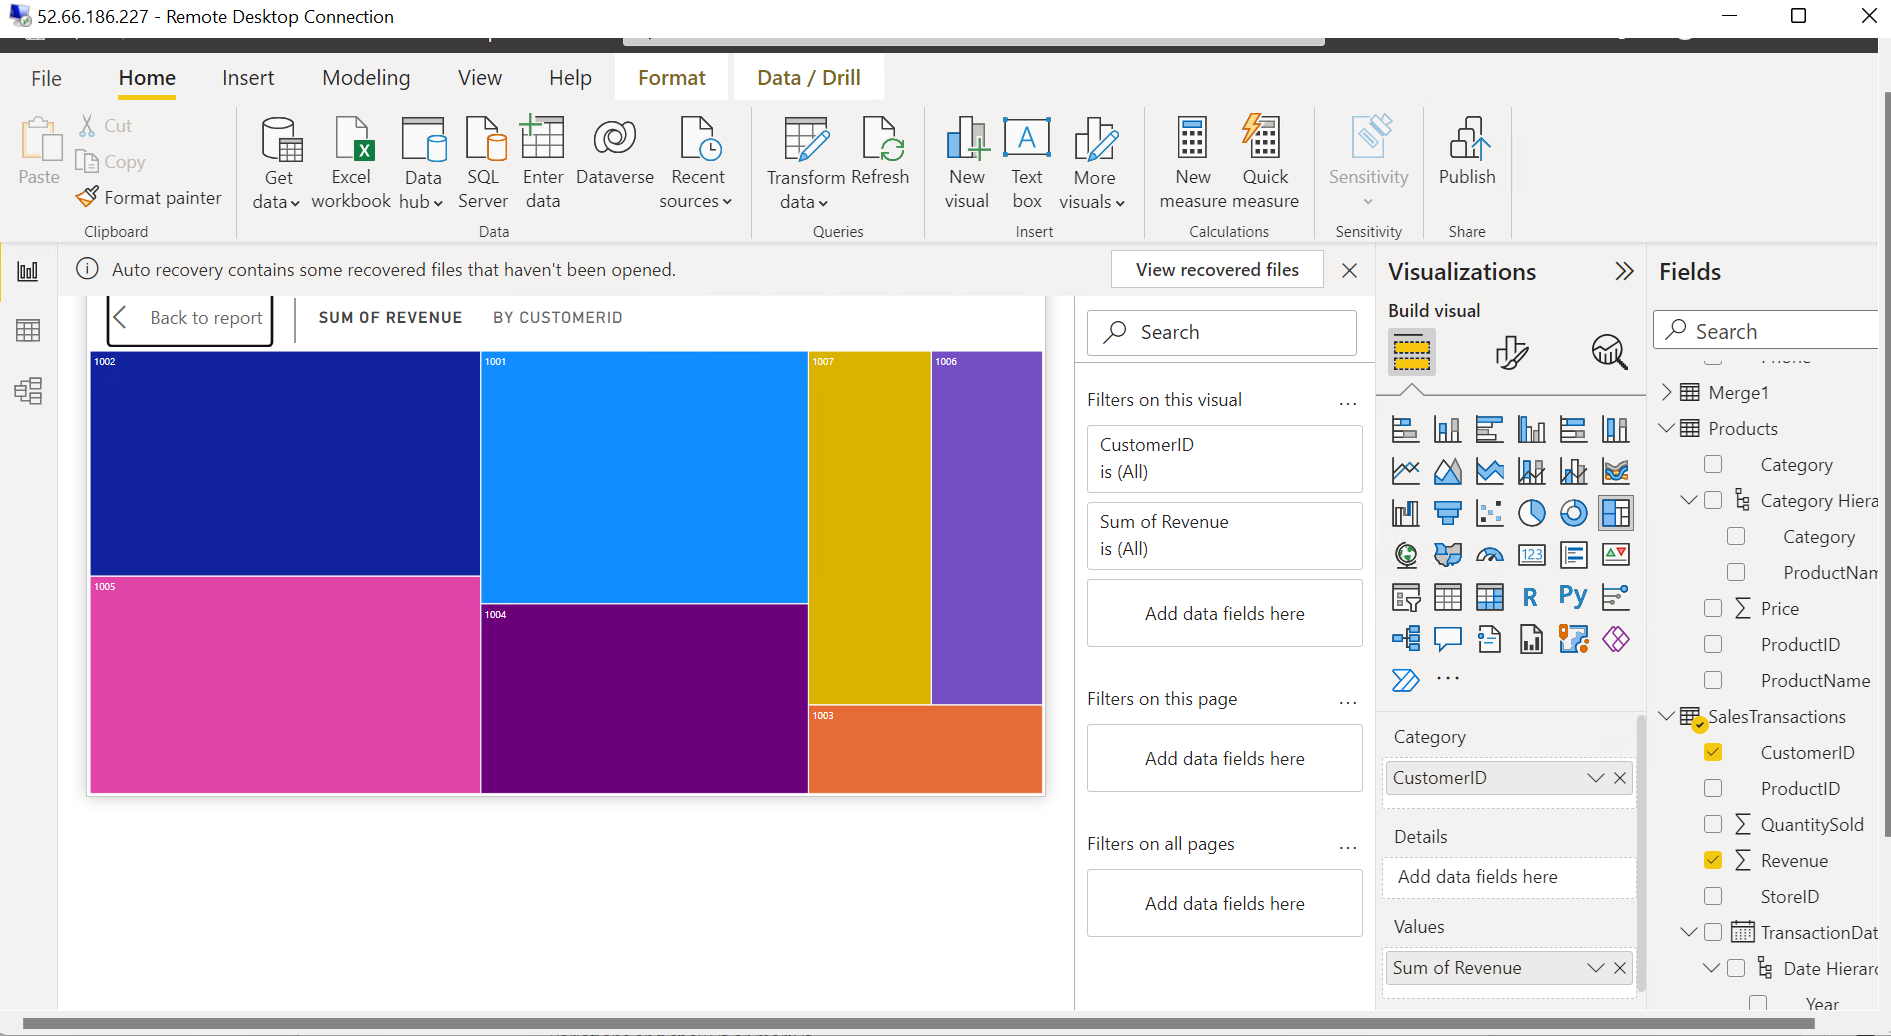 52.66.186.227 - Remote Desktop Connection
File Home Insert Modeling View Help Format Data / Drill
Paste
Cut
Copy
Format painter
Clipboard
Get data
Excel workbook
Data hub
SQL Server
Enter data
Dataverse
Recent sources
Data
Transform data
Refresh
Queries
New visual
Text box
More visuals
Insert
New measure
Quick measure
Calculations
Sensitivity
Sensitivity
Publish
Share
Auto recovery contains some recovered files that haven't been opened.
View recovered files
Back to report
SUM OF REVENUE
BY CUSTOMERID
1002
1001
1007
1006
1005
1004
1003
Search
Filters on this visual
CustomerID
is (All)
Sum of Revenue
is (All)
Add data fields here
Filters on this page
Add data fields here
Filters on all pages
Add data fields here
Visualizations
Build visual
123
R
Py
Category
CustomerID
Details
Add data fields here
Values
Sum of Revenue
Fields
Search
Merge1
Products
Category
Category Hiera
Category
ProductNam
Price
ProductID
ProductName
SalesTransactions
CustomerID
ProductID
QuantitySold
Revenue
StoreID
TransactionDat
Date Hierarc
Year